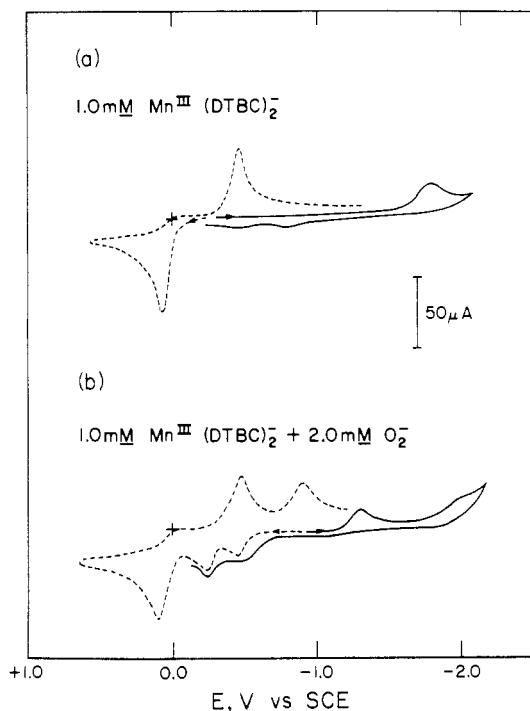 (a)
1.0mM Mn^III (DTBC)₂⁻
50μA
(b)
1.0mM Mn^III (DTBC)₂⁻ + 2.0mM O₂⁻
+1.0 0.0 -1.0 -2.0
E, V vs SCE